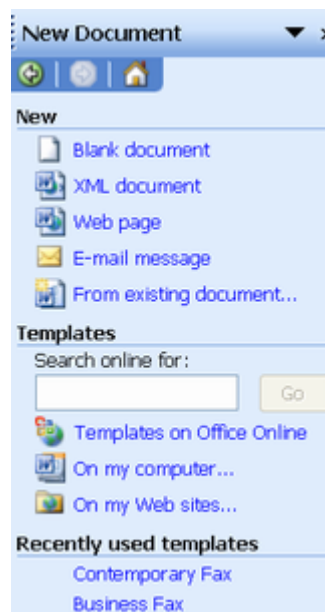 New Document
New
Blank document
XML document
Web page
E-mail message
From existing document...
Templates
Search online for:
Go
Templates on Office Online
On my computer...
On my Web sites...
Recently used templates
Contemporary Fax
Business Fax